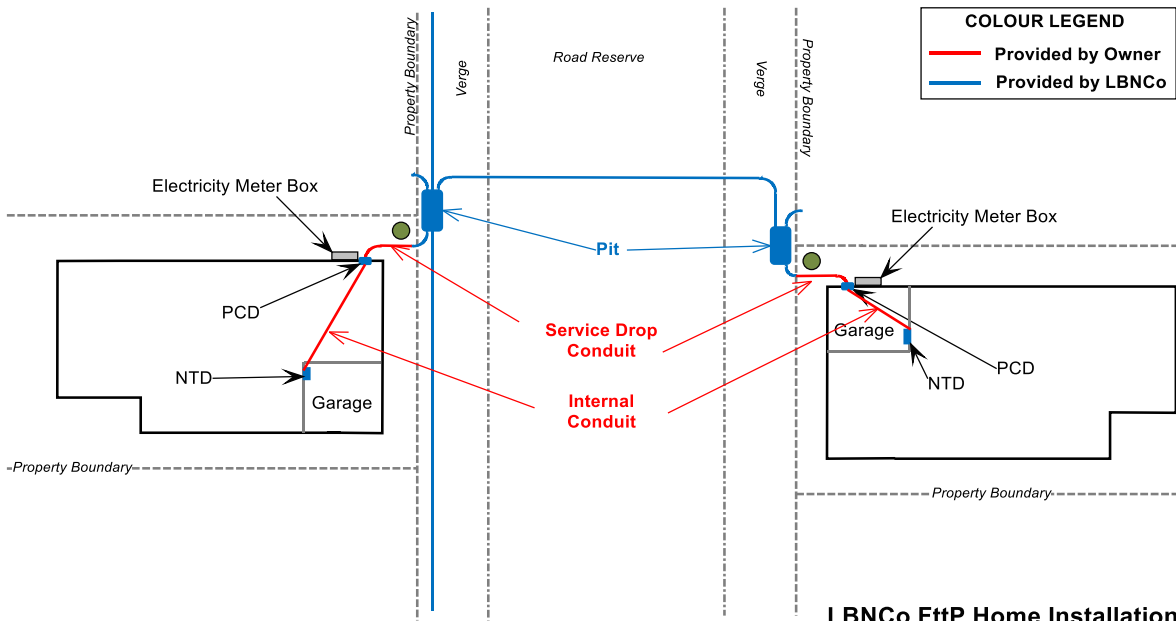 COLOUR LEGEND
Provided by Owner
Provided by LBNCo
Property Boundary
Verge
Road Reserve
Verge
Property Boundary
Electricity Meter Box
Electricity Meter Box
Pit
PCD
Service Drop
Conduit
Garage
PCD
NTD
NTD
Internal
Conduit
Garage
Property Boundary
Property Boundary
LBNCo FttP Home Installation